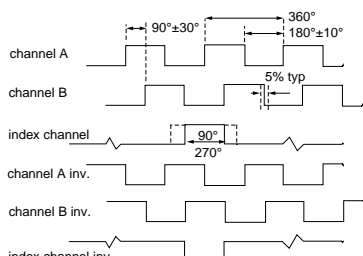 360°
90°±30°
180°±10°
channel A
5% typ
channel B
index channel
90°
270°
channel A inv.
channel B inv.
index channel inv.